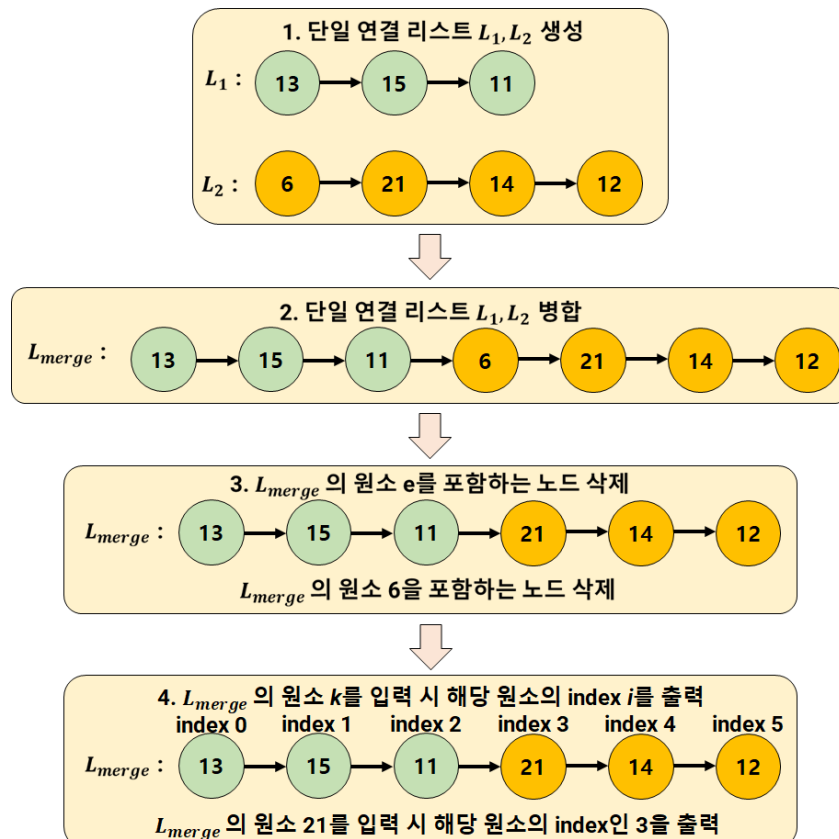 1. 단일 연결 리스트 L1, L2 생성
L1 : 13 15 11
L2 : 6 21 14 12
2. 단일 연결 리스트 L1, L2 병합
Lmerge : 13 15 11 6 21 14 12
3. Lmerge 의 원소 e를 포함하는 노드 삭제
Lmerge : 13 15 11 21 14 12
Lmerge 의 원소 6을 포함하는 노드 삭제
4. Lmerge 의 원소 k를 입력 시 해당 원소의 index i를 출력
index 0 index 1 index 2 index 3 index 4 index 5
Lmerge : 13 15 11 21 14 12
Lmerge 의 원소 21를 입력 시 해당 원소의 index인 3을 출력